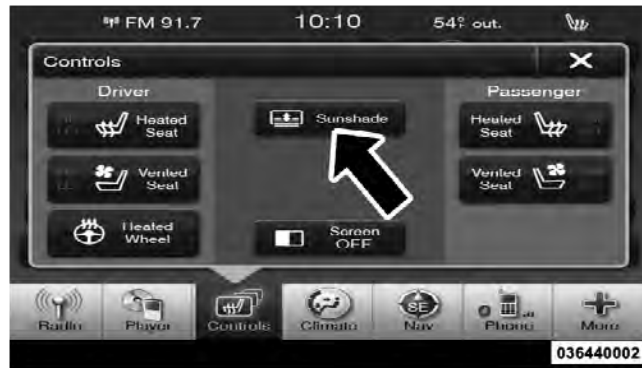 FM 91.7 10:10 54° out.
Controls
Driver
Passenger
Heated
Seat
Sunshade
Heated
Seat
Vented
Seat
Vented
Seat
Heated
Wheel
Screen
OFF
Radio Player Controls Climate SE Nav Phone More
036440002